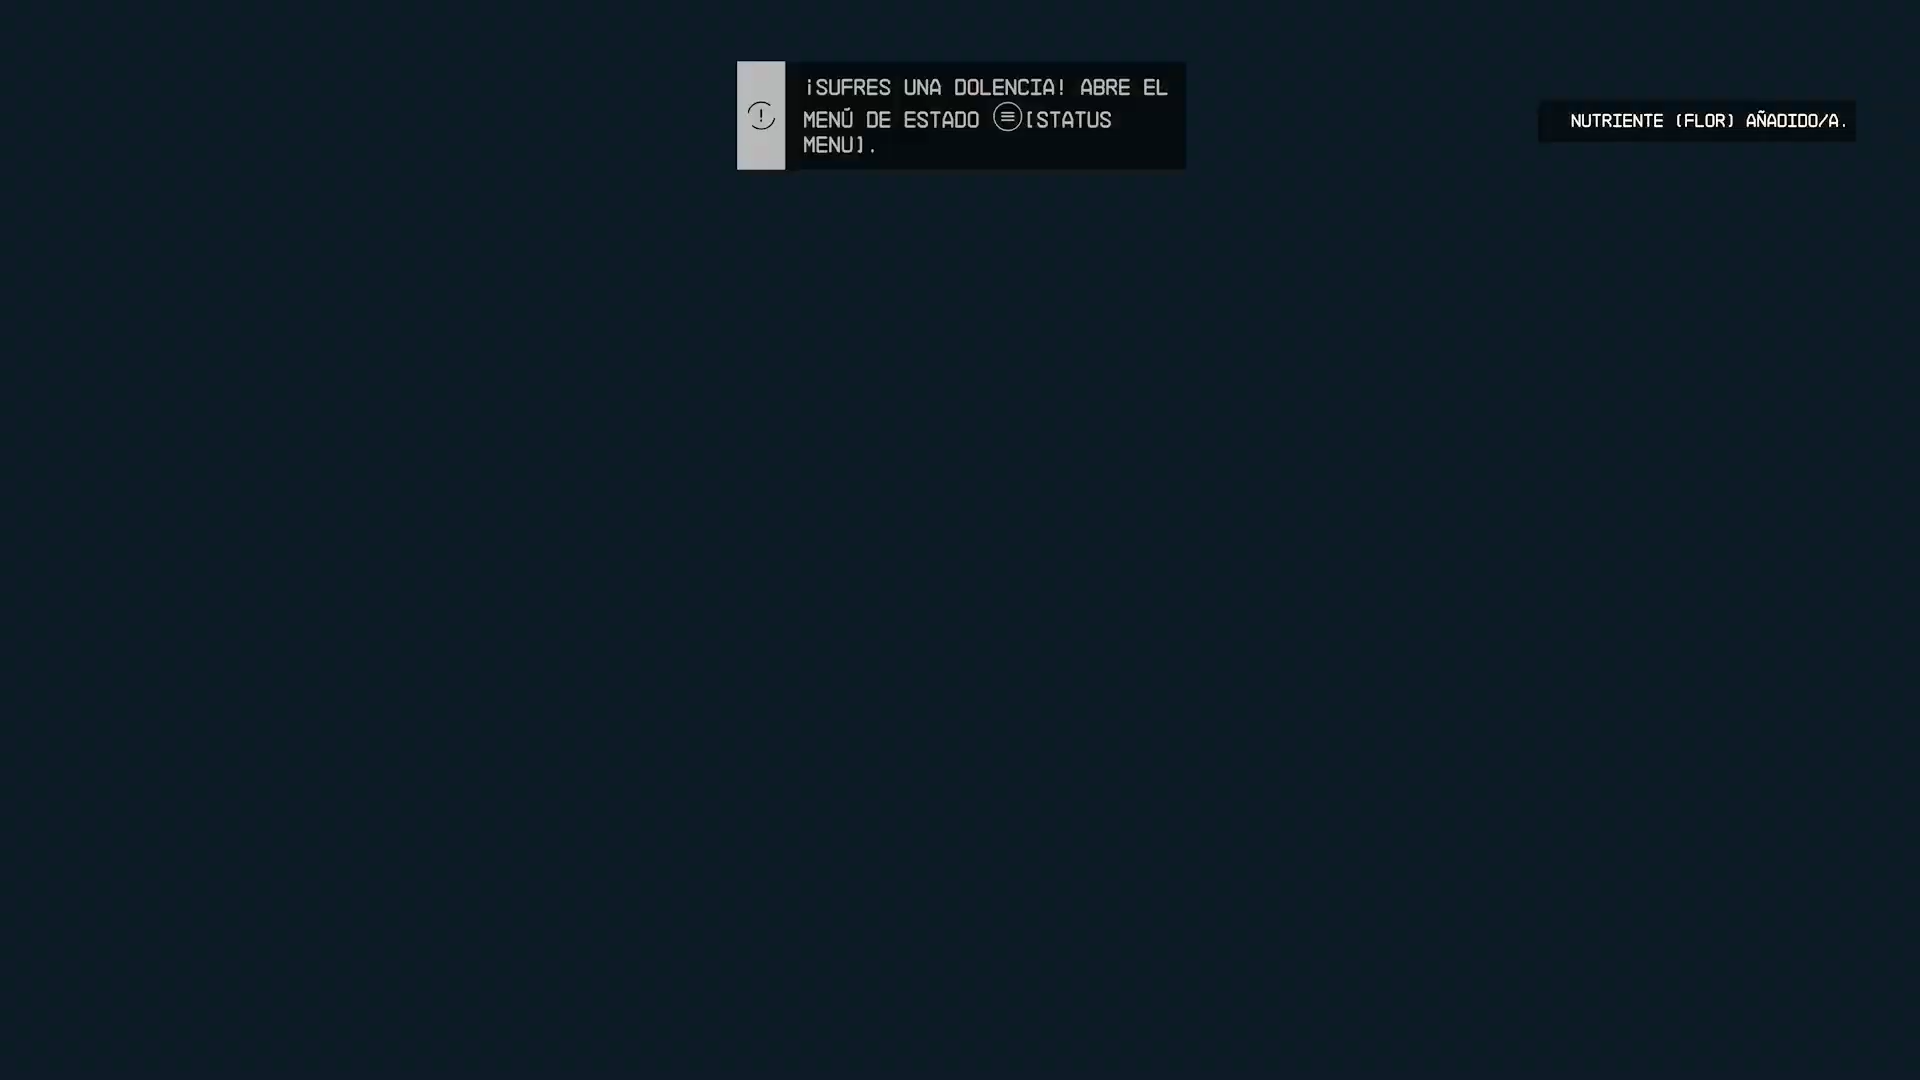 ¡SUFRES UNA DOLENCIA! ABRE EL
MENÚ DE ESTADO [STATUS
MENU].
NUTRIENTE (FLOR) AÑADIDO/A.